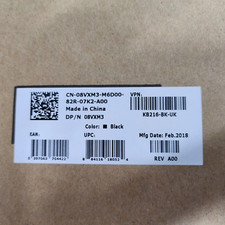 CN-08VXM3-M6D00-
82R-07K2-A00
Made in China
DP/N 08VXM3
Color: ■ Black
VPN:
KB216-BK-UK
EAN:
UPC:
Mfg Date: Feb.2018
REV A00